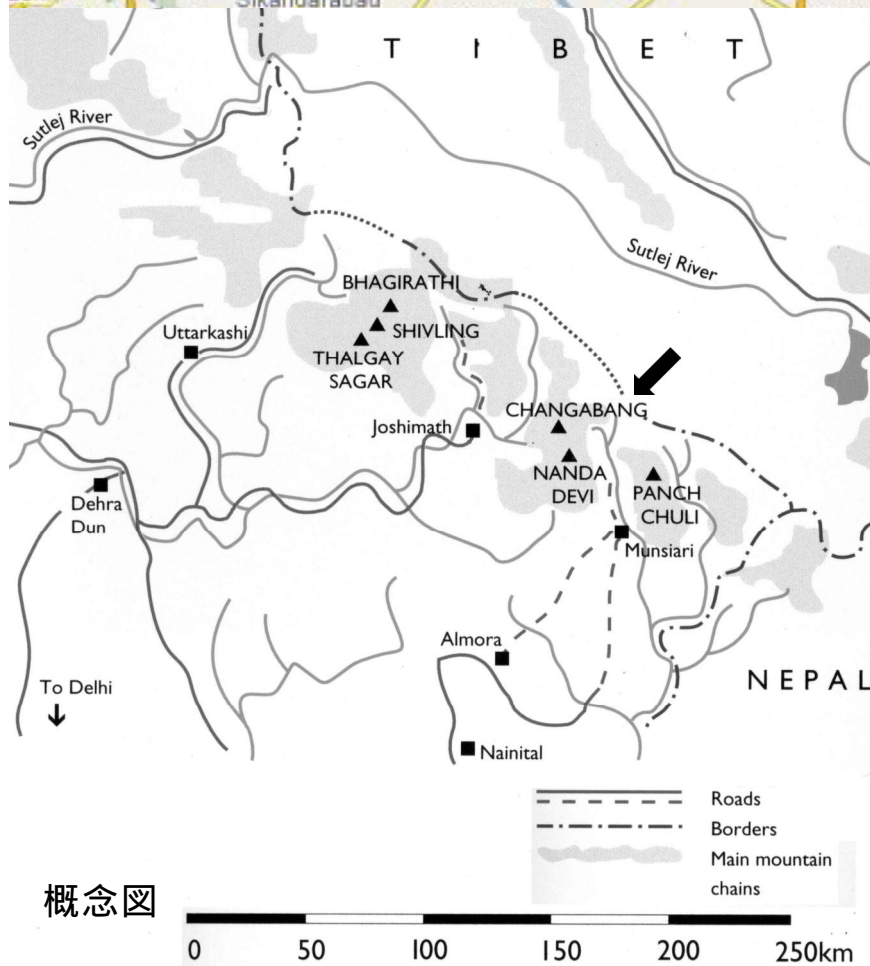 Sikandarabad
T I B E T
Sutlej River
Sutlej River
BHAGIRATHI
SHIVLING
THALGAY
SAGAR
Uttarkashi
CHANGABANG
Joshimath
NANDA
DEVI
PANCH
CHULI
Dehra
Dun
Munsiari
Almora
To Delhi
NEPAL
Nainital
Roads
Borders
Main mountain
chains
概念図
0 50 100 150 200 250km